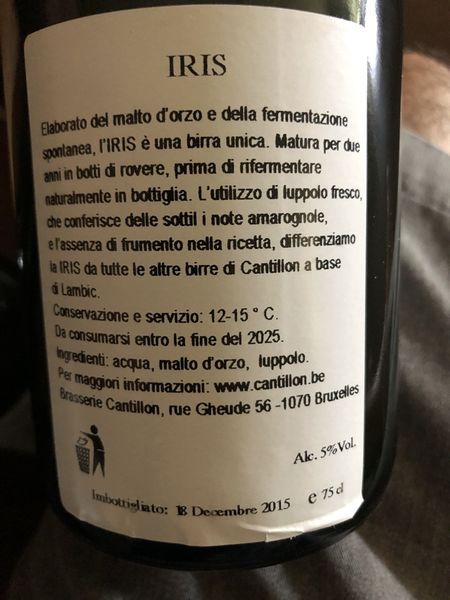 IRIS
Elaborato del malto d'orzo e della fermentazione
spontanea, l'IRIS è una birra unica. Matura per due
anni in botti di rovere, prima di rifermentare
naturalmente in bottiglia. L'utilizzo di luppolo fresco,
che conferisce delle sottil i note amarognole,
e l'assenza di frumento nella ricetta, differenziamo
la IRIS da tutte le altre birre di Cantillon a base
di Lambic.
Conservazione e servizio: 12-15 ° C.
Da consumarsi entro la fine del 2025.
Ingredienti: acqua, malto d'orzo, luppolo.
Per maggiori informazioni: www.cantillon.be
Brasserie Cantillon, rue Gheude 56 -1070 Bruxelles
Alc. 5%Vol.
Imbottigliato: 18 Decembre 2015 e 75 cl